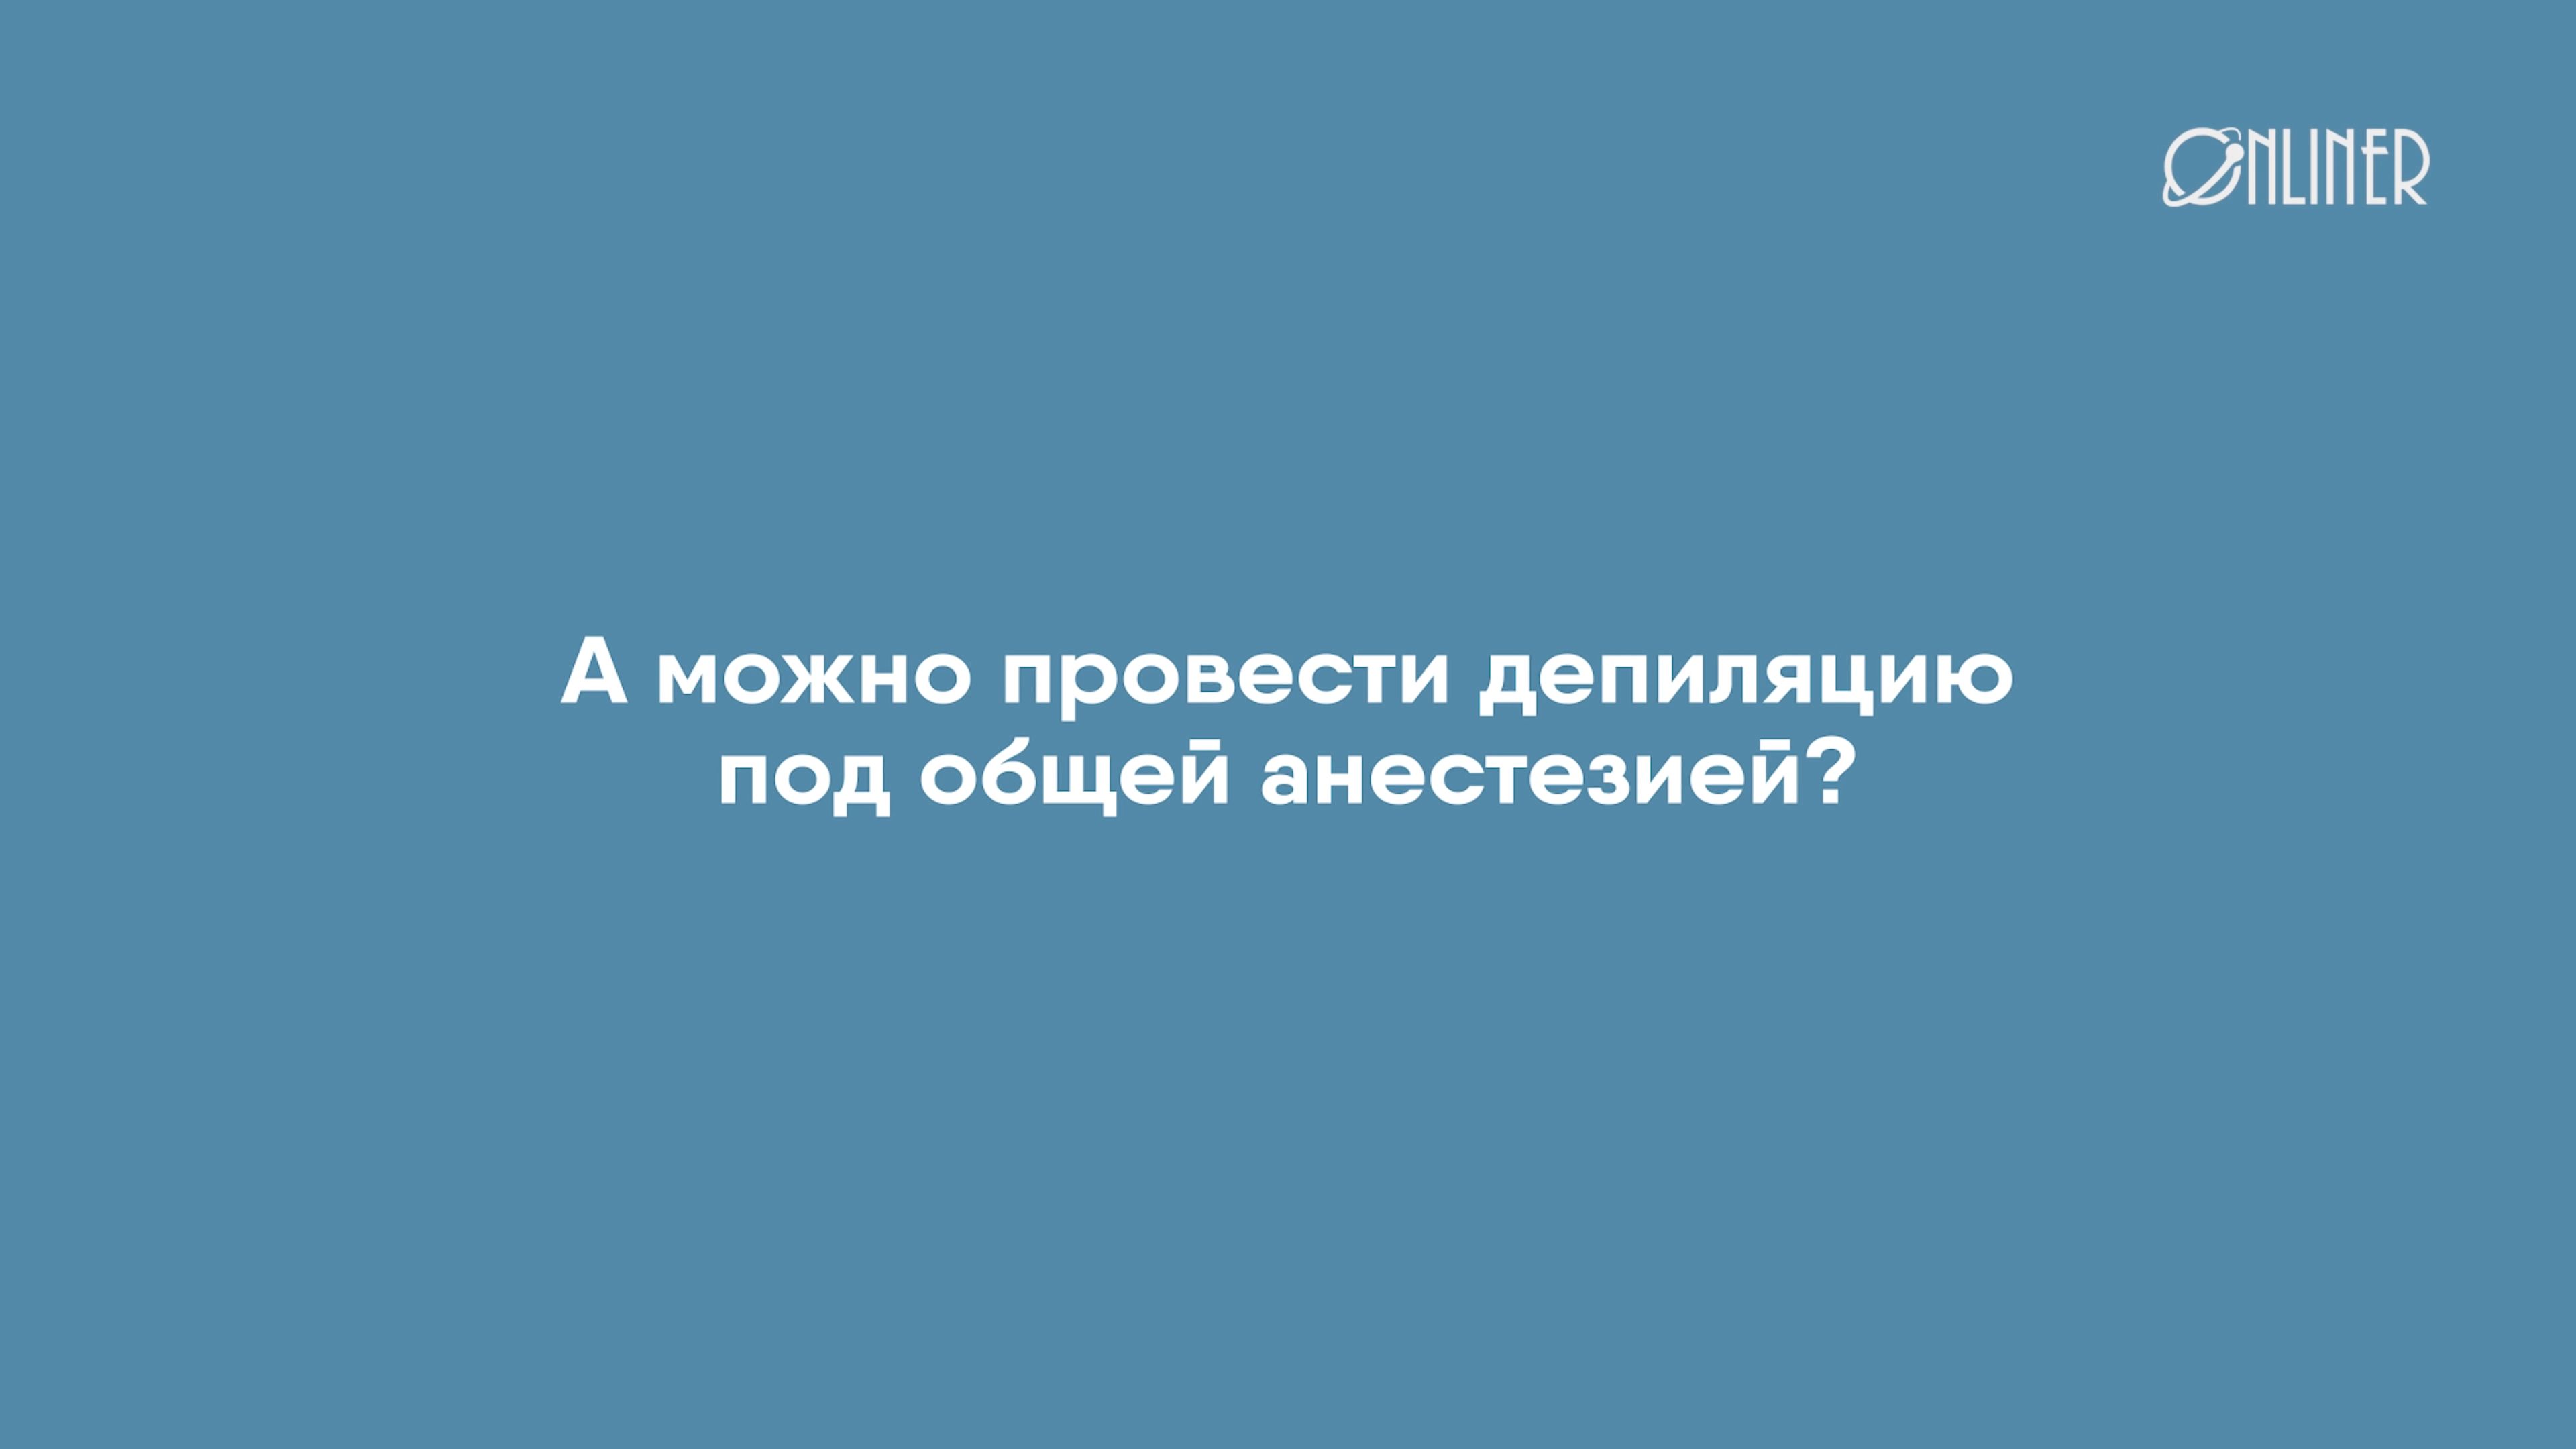 ONLINER
А можно провести депиляцию
под общей анестезией?